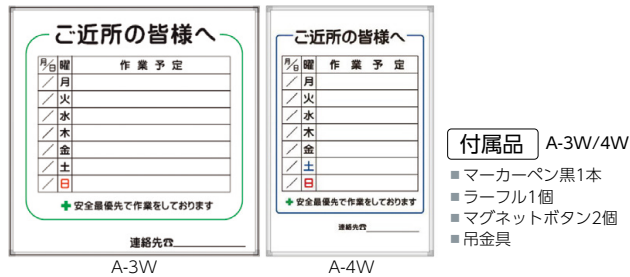 ご近所の皆様へ
月/日 曜 作業予定
/ 月
/ 火
/ 水
/ 木
/ 金
/ 土
/ 日
✚安全最優先で作業をしております
連絡先☎
A-3W
ご近所の皆様へ
月/日 曜 作業予定
/ 月
/ 火
/ 水
/ 木
/ 金
/ 土
/ 日
✚安全最優先で作業をしております
連絡先☎
A-4W
付属品 A-3W/4W
■マーカーペン黒1本
■ラーフル1個
■マグネットボタン2個
■吊金具